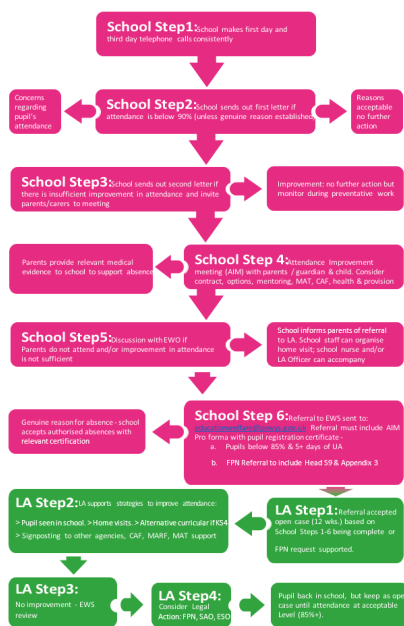 School Step1: School makes first day and
third day telephone calls consistently
Concerns
regarding
pupil's
attendance
School Step2: School sends out first letter if
attendance is below 90% (unless genuine reason established)
Reasons
acceptable
no further
action
School Step3: School sends out second letter if
there is insufficient improvement in attendance and invite
parents/carers to meeting
Improvement: no further action but
monitor during preventative work
Parents provide relevant medical
evidence to school to support absence
School Step 4: Attendance Improvement
meeting (AIM) with parents / guardian & child. Consider
contract, options, mentoring, MAT, CAF, health & provision
School Step5: Discussion with EWO if
Parents do not attend and/or improvement in attendance
is not sufficient
School informs parents of referral
to LA. School staff can organise
home visit; school nurse and/or
LA Officer can accompany
Genuine reason for absence - school
accepts authorised absences with
relevant certification
School Step 6: Referral to EWS sent to:
Referral must include AIM
Pro forma with pupil registration certificate -
a. Pupils below 85% & 5+ days of UA
b. FPN Referral to include Head S9 & Appendix 3
LA Step2: LA supports strategies to improve attendance:
> Pupil seen in school. > Home visits. > Alternative curricular if KS4
> Signposting to other agencies, CAF, MARF, MAT support
LA Step1: Referral accepted
open case (12 wks.) based on
School Steps 1-6 being complete or
FPN request supported.
LA Step3:
No improvement - EWS
review
LA Step4:
Consider Legal
Action: FPN, SAO, ESO
Pupil back in school, but keep as open
case until attendance at acceptable
Level (85%+).